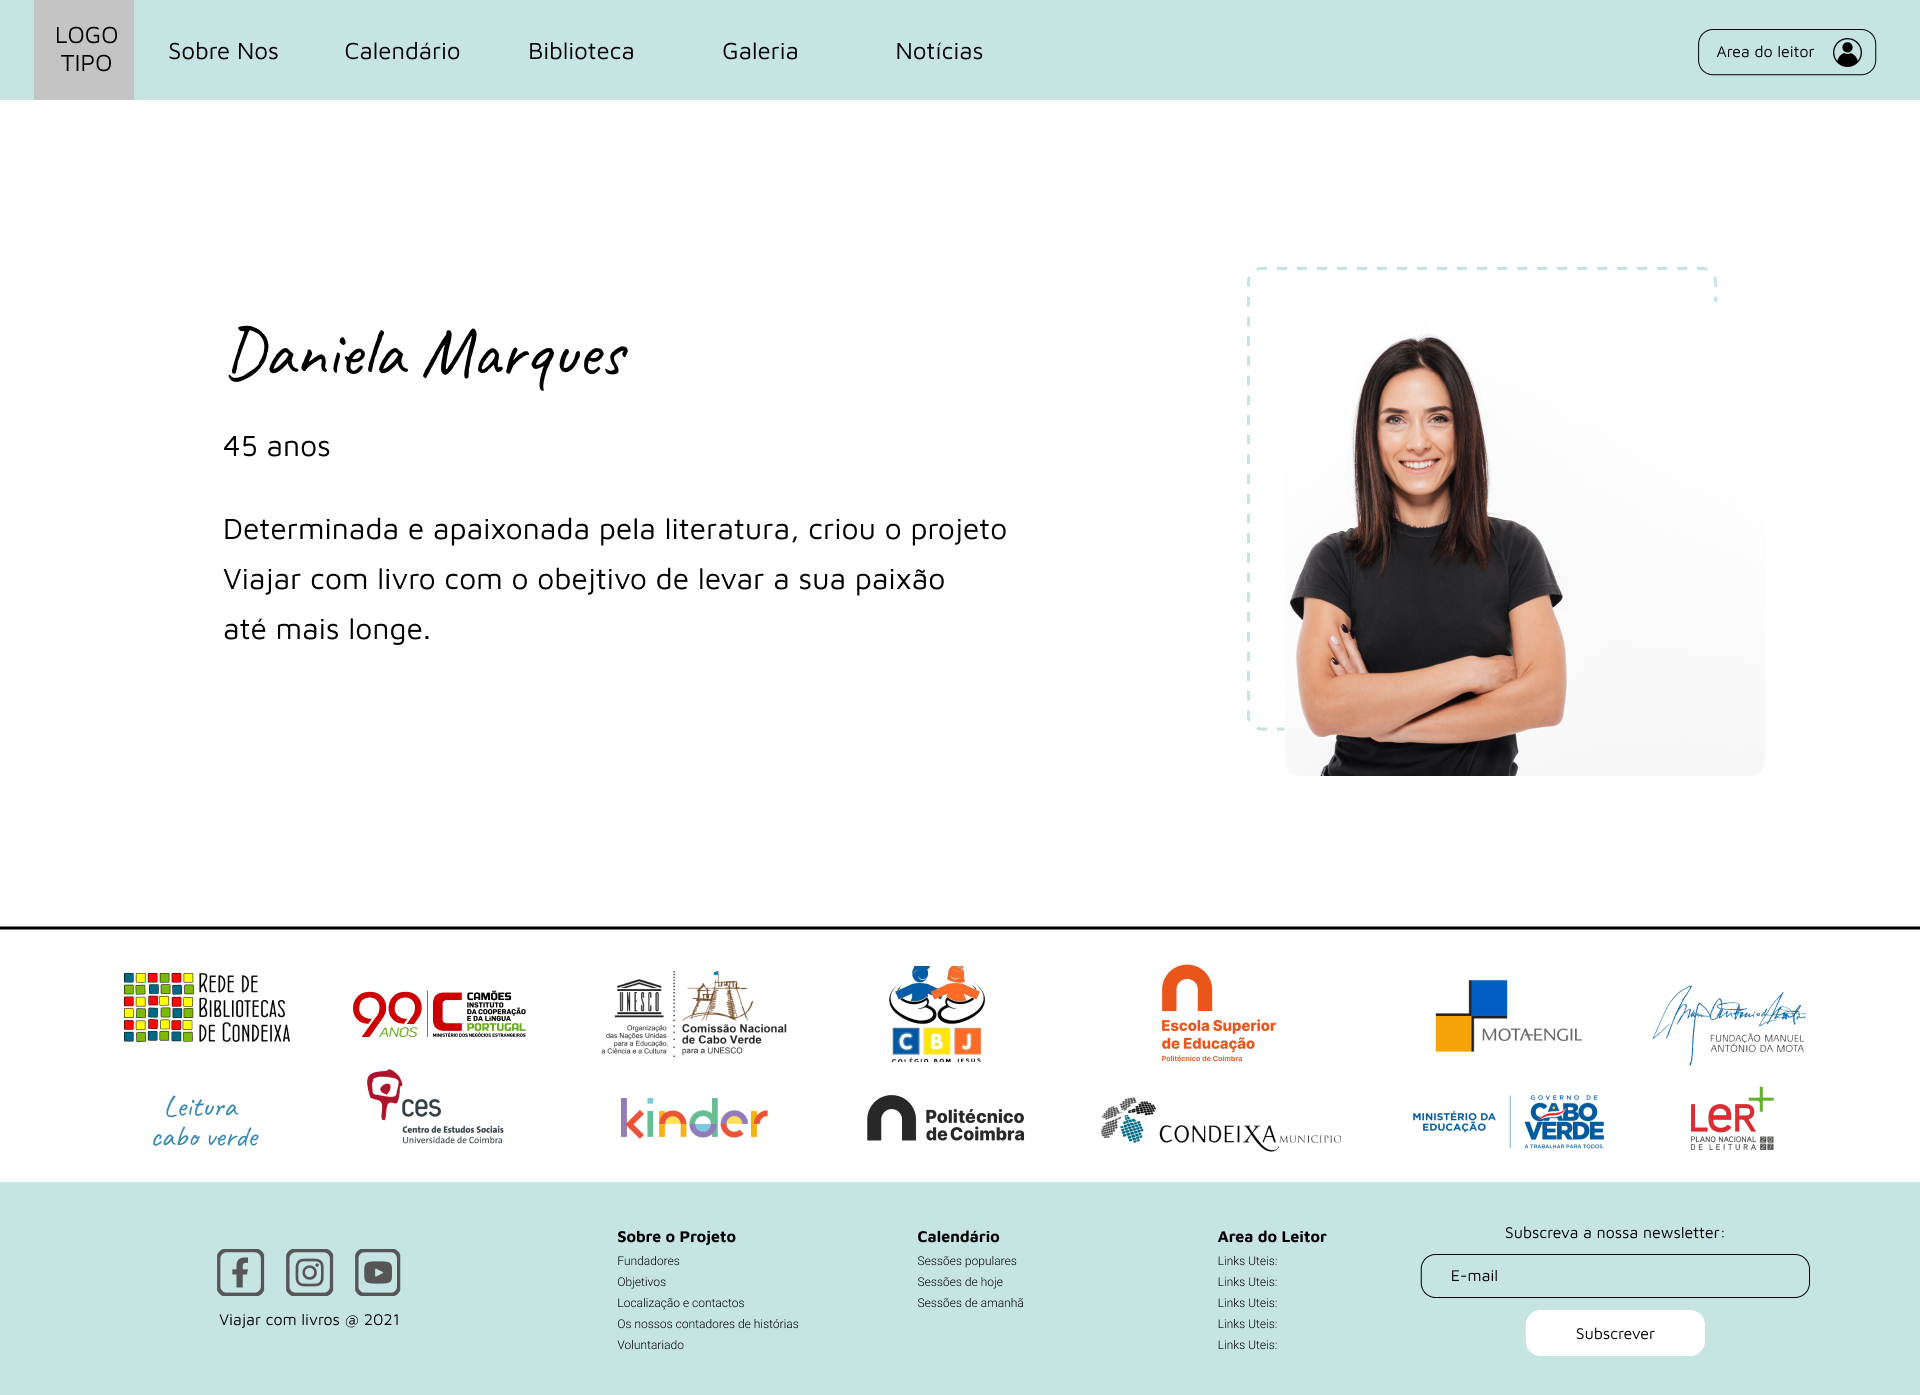 LOGO
TIPO
Sobre Nos
Calendário
Biblioteca
Galeria
Notícias
Area do leitor
Daniela Marques
45 anos
Determinada e apaixonada pela literatura, criou o projeto
Viajar com livro com o obejtivo de levar a sua paixão
até mais longe.
REDE DE
BIBLIOTECAS
DE CONDEIXA
90 ANOS
CAMÕES
INSTITUTO
DA COOPERAÇÃO
E DA LÍNGUA
PORTUGAL
MINISTÉRIO DOS NEGÓCIOS ESTRANGEIROS
UNESCO
Organização
das Nações Unidas
para a Educação,
a Ciência e a Cultura
Comissão Nacional
de Cabo Verde
para a UNESCO
CBJ
COLÉGIO BOM JESUS
Escola Superior
de Educação
Politécnico de Coimbra
MOTA-ENGIL
FUNDAÇÃO MANUEL
ANTÓNIO DA MOTA
Leitura
cabo verde
ces
Centro de Estudos Sociais
Universidade de Coimbra
kinder
Politécnico
de Coimbra
CONDEIXA MUNICÍPIO
MINISTÉRIO DA
EDUCAÇÃO
GOVERNO DE
CABO
VERDE
A TRABALHAR PARA TODOS.
LER+
PLANO NACIONAL
DE LEITURA
2027
Viajar com livros @ 2021
Sobre o Projeto
Fundadores
Objetivos
Localização e contactos
Os nossos contadores de histórias
Voluntariado
Calendário
Sessões populares
Sessões de hoje
Sessões de amanhã
Area do Leitor
Links Uteis:
Links Uteis:
Links Uteis:
Links Uteis:
Links Uteis:
Subscreva a nossa newsletter:
E-mail
Subscrever